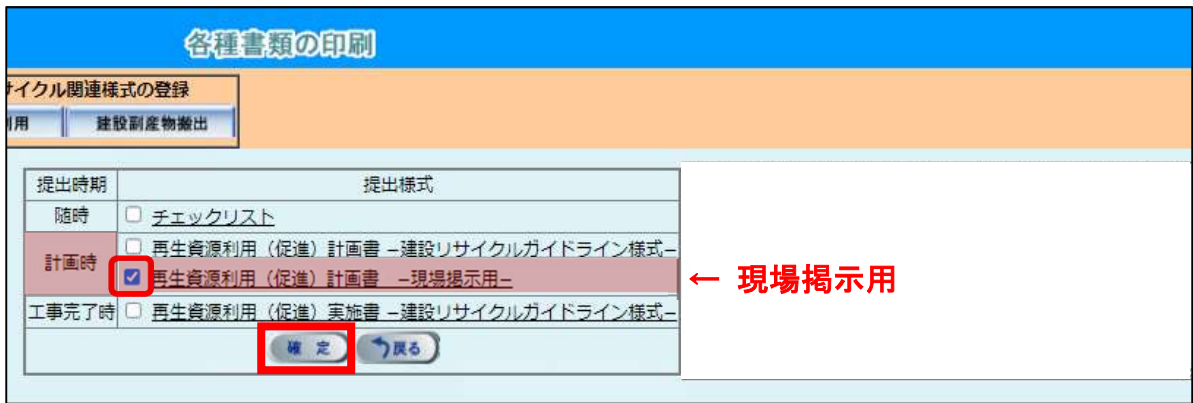 各種書類の印刷
サイクル関連様式の登録
利用 建設副産物搬出
提出時期 提出様式
随時 チェックリスト
計画時 再生資源利用（促進）計画書 −建設リサイクルガイドライン様式−
再生資源利用（促進）計画書 −現場掲示用−
← 現場掲示用
工事完了時 再生資源利用（促進）実施書 −建設リサイクルガイドライン様式−
確 定 戻る